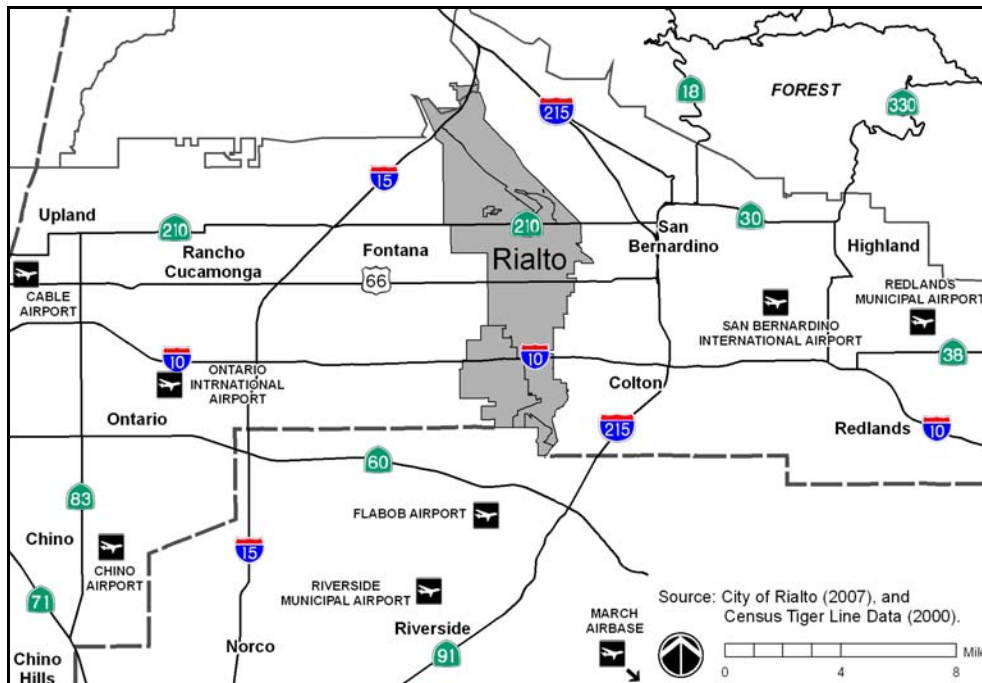 18
FOREST
330
215
15
Upland
210
Rancho
Cucamonga
Fontana
210
San
Bernardino
30
Highland
Rialto
66
CABLE
AIRPORT
REDLANDS
MUNICIPAL AIRPORT
SAN BERNARDINO
INTERNATIONAL AIRPORT
10
ONTARIO
INTRNATIONAL
AIRPORT
10
38
Colton
Ontario
215
Redlands
10
60
83
FLABOB AIRPORT
Chino
CHINO
AIRPORT
15
RIVERSIDE
MUNICIPAL AIRPORT
71
Riverside
Norco
91
MARCH
AIRBASE
Chino
Hills
Source: City of Rialto (2007), and
Census Tiger Line Data (2000).
Mile
0 4 8